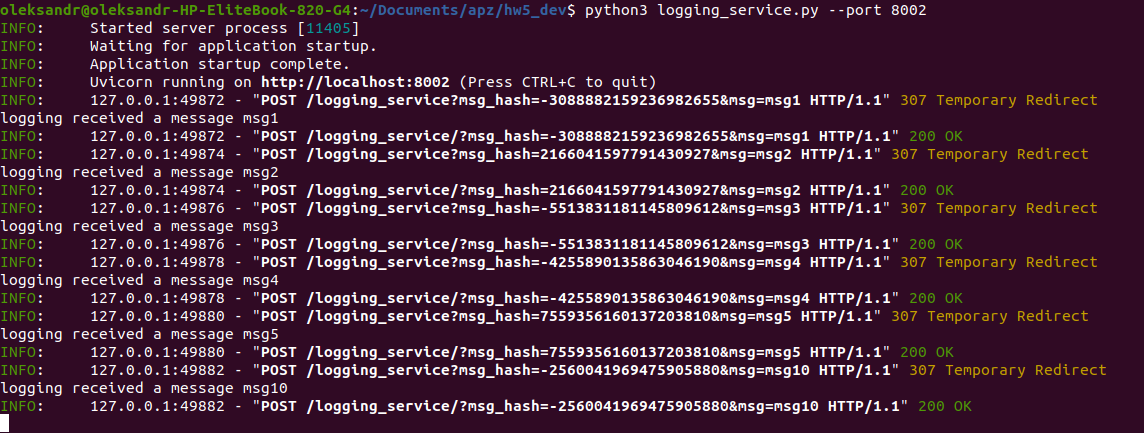 oleksandr@oleksandr-HP-EliteBook-820-G4:~/Documents/apz/hw5_dev$ python3 logging_service.py --port 8002
INFO:     Started server process [11405]
INFO:     Waiting for application startup.
INFO:     Application startup complete.
INFO:     Uvicorn running on http://localhost:8002 (Press CTRL+C to quit)
INFO:     127.0.0.1:49872 - "POST /logging_service?msg_hash=-3088882159236982655&msg=msg1 HTTP/1.1" 307 Temporary Redirect
logging received a message msg1
INFO:     127.0.0.1:49872 - "POST /logging_service/?msg_hash=-3088882159236982655&msg=msg1 HTTP/1.1" 200 OK
INFO:     127.0.0.1:49874 - "POST /logging_service?msg_hash=2166041597791430927&msg=msg2 HTTP/1.1" 307 Temporary Redirect
logging received a message msg2
INFO:     127.0.0.1:49874 - "POST /logging_service/?msg_hash=2166041597791430927&msg=msg2 HTTP/1.1" 200 OK
INFO:     127.0.0.1:49876 - "POST /logging_service?msg_hash=-5513831181145809612&msg=msg3 HTTP/1.1" 307 Temporary Redirect
logging received a message msg3
INFO:     127.0.0.1:49876 - "POST /logging_service/?msg_hash=-5513831181145809612&msg=msg3 HTTP/1.1" 200 OK
INFO:     127.0.0.1:49878 - "POST /logging_service?msg_hash=-4255890135863046190&msg=msg4 HTTP/1.1" 307 Temporary Redirect
logging received a message msg4
INFO:     127.0.0.1:49878 - "POST /logging_service/?msg_hash=-4255890135863046190&msg=msg4 HTTP/1.1" 200 OK
INFO:     127.0.0.1:49880 - "POST /logging_service?msg_hash=7559356160137203810&msg=msg5 HTTP/1.1" 307 Temporary Redirect
logging received a message msg5
INFO:     127.0.0.1:49880 - "POST /logging_service/?msg_hash=7559356160137203810&msg=msg5 HTTP/1.1" 200 OK
INFO:     127.0.0.1:49882 - "POST /logging_service?msg_hash=-2560041969475905880&msg=msg10 HTTP/1.1" 307 Temporary Redirect
logging received a message msg10
INFO:     127.0.0.1:49882 - "POST /logging_service/?msg_hash=-2560041969475905880&msg=msg10 HTTP/1.1" 200 OK